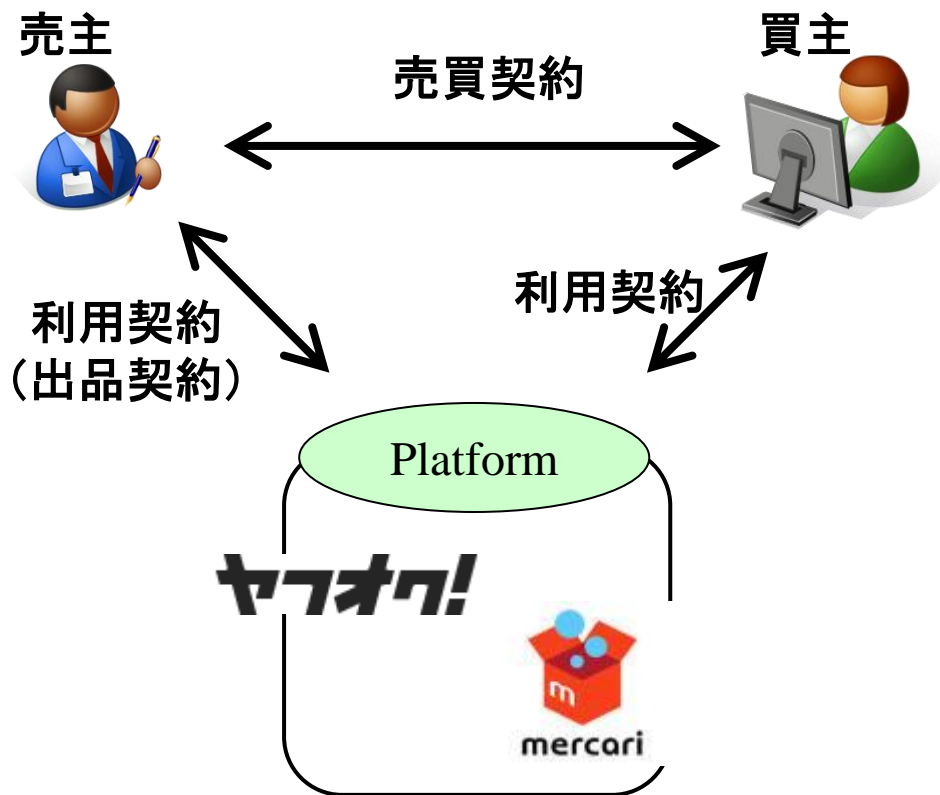 売主
買主
売買契約
利用契約
（出品契約）
利用契約
Platform
ヤフオク!
m
mercari